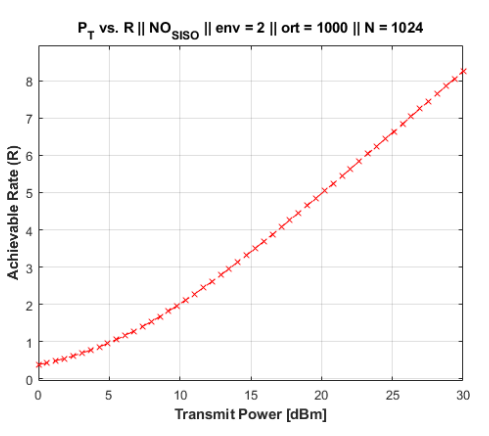 P_T vs. R || NO_SISO || env = 2 || ort = 1000 || N = 1024
8
7
6
5
4
3
2
1
0
Achievable Rate (R)
0 5 10 15 20 25 30
Transmit Power [dBm]